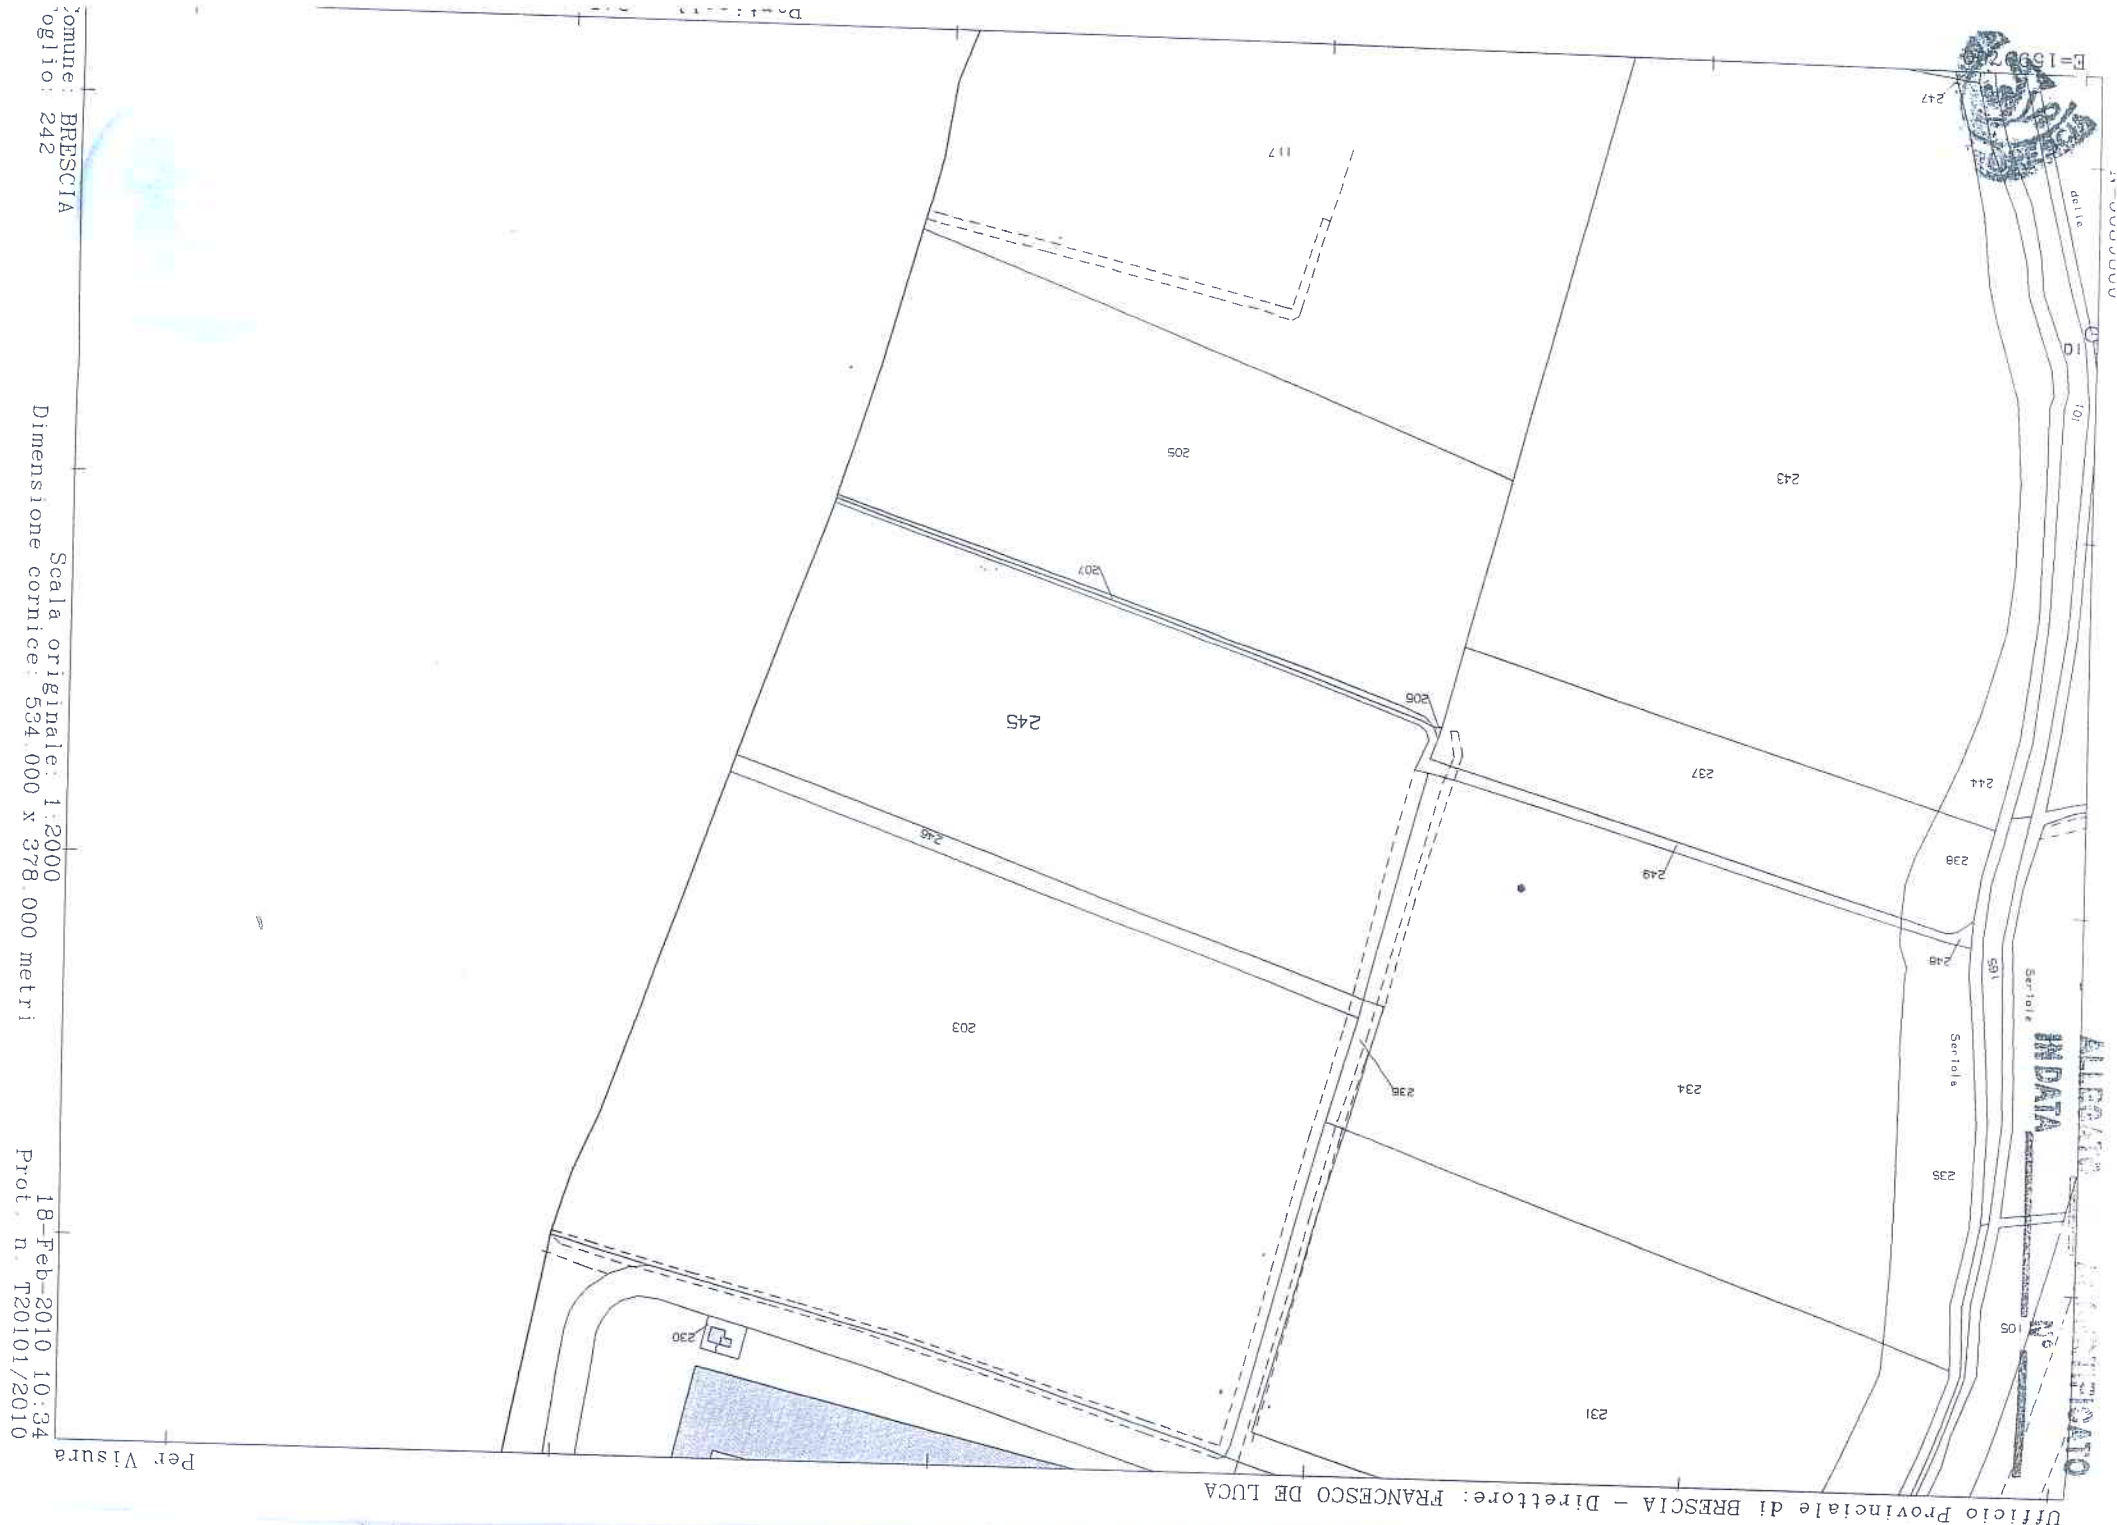 Ufficio Provinciale di BRESCIA - Direttore: FRANCESCO DE LUCA
Per Visura
Comune: BRESCIA
Foglio: 242
Scala originale: 1:2000
Dimensione cornice: 534.000 x 378.000 metri
18-Feb-2010 10:34
Prot. n. T20101/2010
247
117
delle
10
101
205
243
207
206
245
237
244
238
246
249
248
165
Seriola
203
236
234
Seriola
235
230
231
105
ALLEGATO
IN DATA
N°